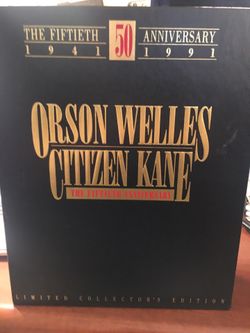 THE FIFTIETH 50 ANNIVERSARY
1941 1991
ORSON WELLES
CITIZEN KANE
THE FIFTIETH ANNIVERSARY
LIMITED COLLECTOR'S EDITION